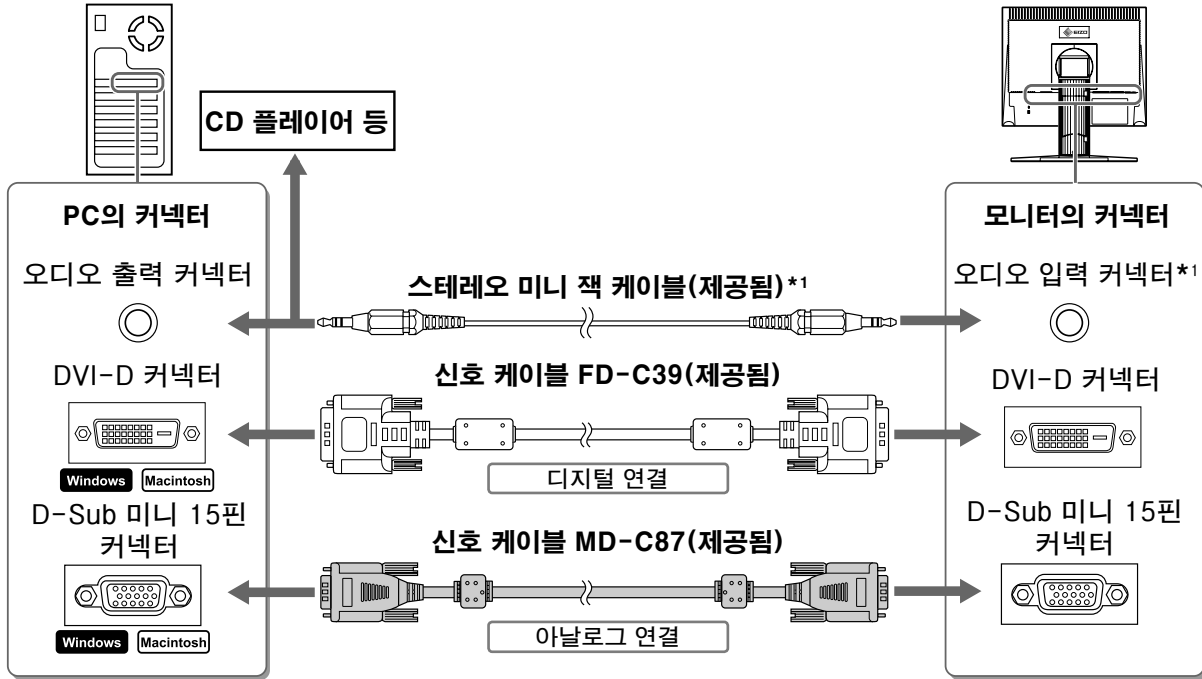 EIZO
CD 플레이어 등
PC의 커넥터
모니터의 커넥터
오디오 출력 커넥터
스테레오 미니 잭 케이블(제공됨)*1
오디오 입력 커넥터*1
DVI-D 커넥터
신호 케이블 FD-C39(제공됨)
DVI-D 커넥터
디지털 연결
Windows Macintosh
D-Sub 미니 15핀
커넥터
신호 케이블 MD-C87(제공됨)
D-Sub 미니 15핀
커넥터
아날로그 연결
Windows Macintosh